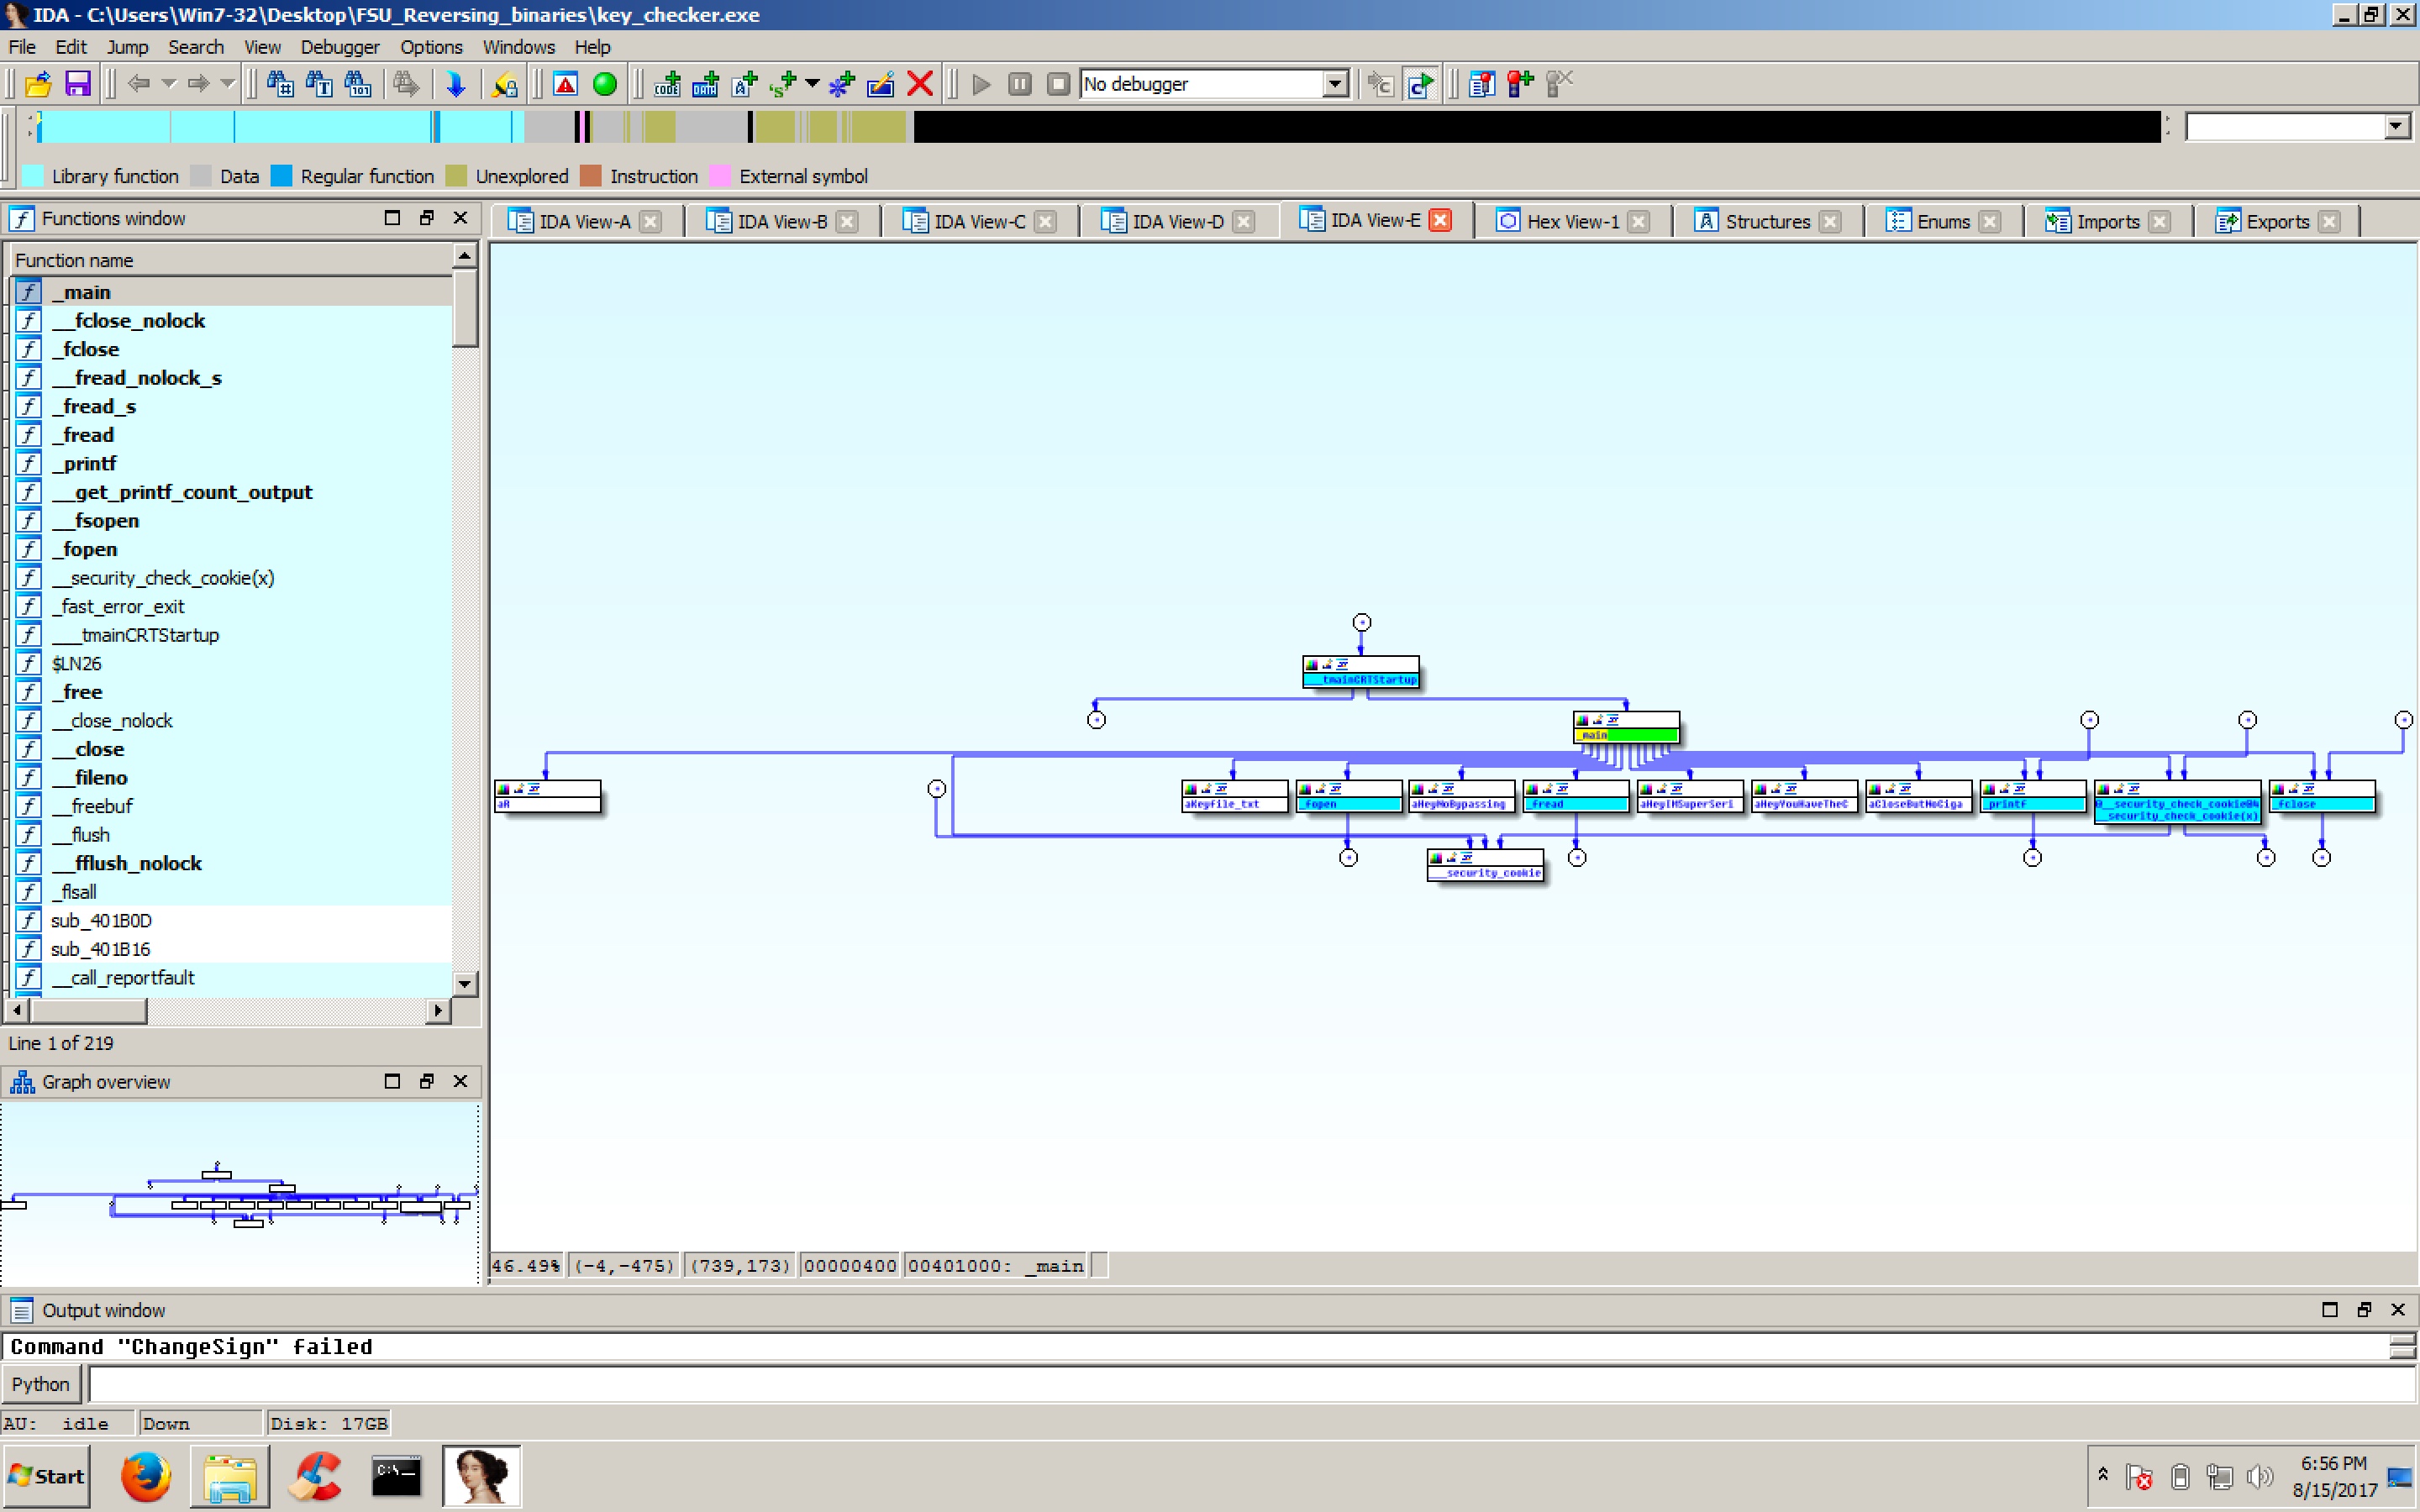 IDA - C:\Users\Win7-32\Desktop\FSU_Reversing_binaries\key_checker.exe
File Edit Jump Search View Debugger Options Windows Help
No debugger
Library function Data Regular function Unexplored Instruction External symbol
Functions window
IDA View-A IDA View-B IDA View-C IDA View-D IDA View-E Hex View-1 Structures Enums Imports Exports
Function name
_main
__fclose_nolock
_fclose
__fread_nolock_s
_fread_s
_fread
_printf
__get_printf_count_output
__fsopen
_fopen
__security_check_cookie(x)
_fast_error_exit
___tmainCRTStartup
$LN26
_free
__close_nolock
__close
__fileno
__freebuf
__flush
__fflush_nolock
_flsall
sub_401B0D
sub_401B16
__call_reportfault
Line 1 of 219
Graph overview
___tmainCRTStartup
_main
aR aKeyfile_txt _fopen aHeyNoBypassing _fread aHeyIMSuperSeri aHeyYouHaveTheC aCloseButNoCiga _printf @__security_check_cookie@4 _fclose
__security_check_cookie(x)
___security_cookie
46.49% (-4,-475) (739,173) 00000400 00401000: _main
Output window
Command "ChangeSign" failed
Python
AU: idle Down Disk: 17GB
Start
C:\_
6:56 PM
8/15/2017